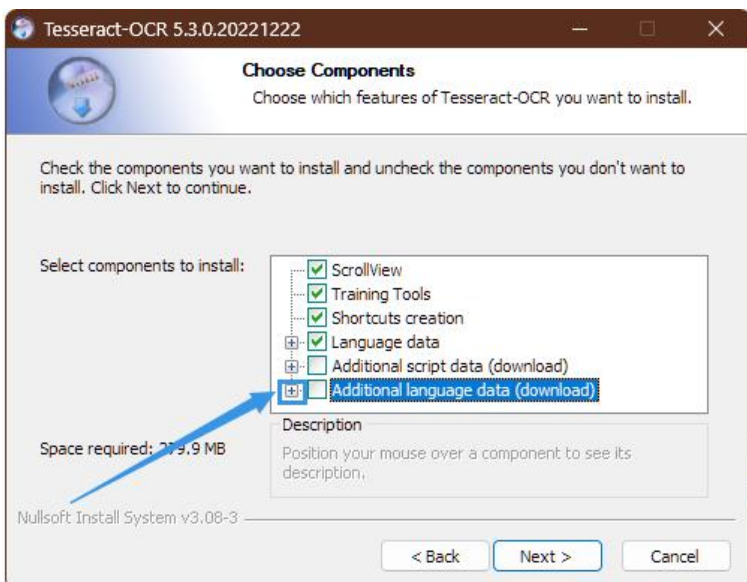 Tesseract-OCR 5.3.0.20221222
Choose Components
Choose which features of Tesseract-OCR you want to install.
Check the components you want to install and uncheck the components you don't want to
install. Click Next to continue.
Select components to install:
ScrollView
Training Tools
Shortcuts creation
Language data
Additional script data (download)
Additional language data (download)
Space required: 279.9 MB
Description
Position your mouse over a component to see its
description.
Nullsoft Install System v3.08-3
< Back
Next >
Cancel